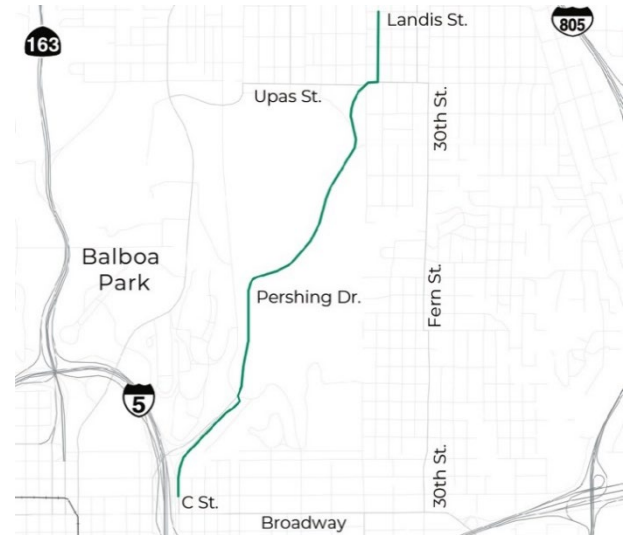 Landis St.
805
163
Upas St.
30th St.
Balboa
Park
Fern St.
Pershing Dr.
5
30th St.
C St.
Broadway